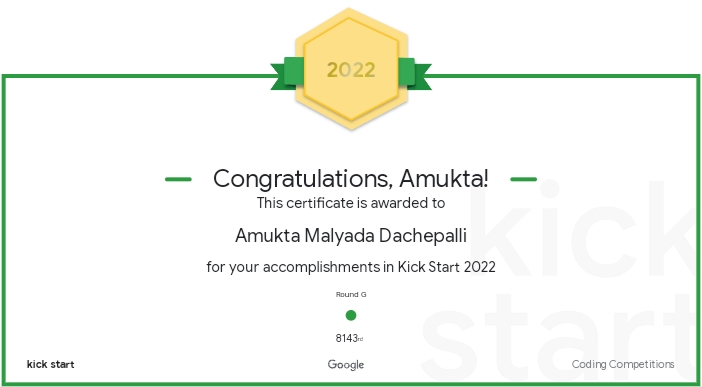 2022
Congratulations, Amukta!
This certificate is awarded to
Amukta Malyada Dachepalli
for your accomplishments in Kick Start 2022
Round G
8143rd
kick start
Google
Coding Competitions
kick
start